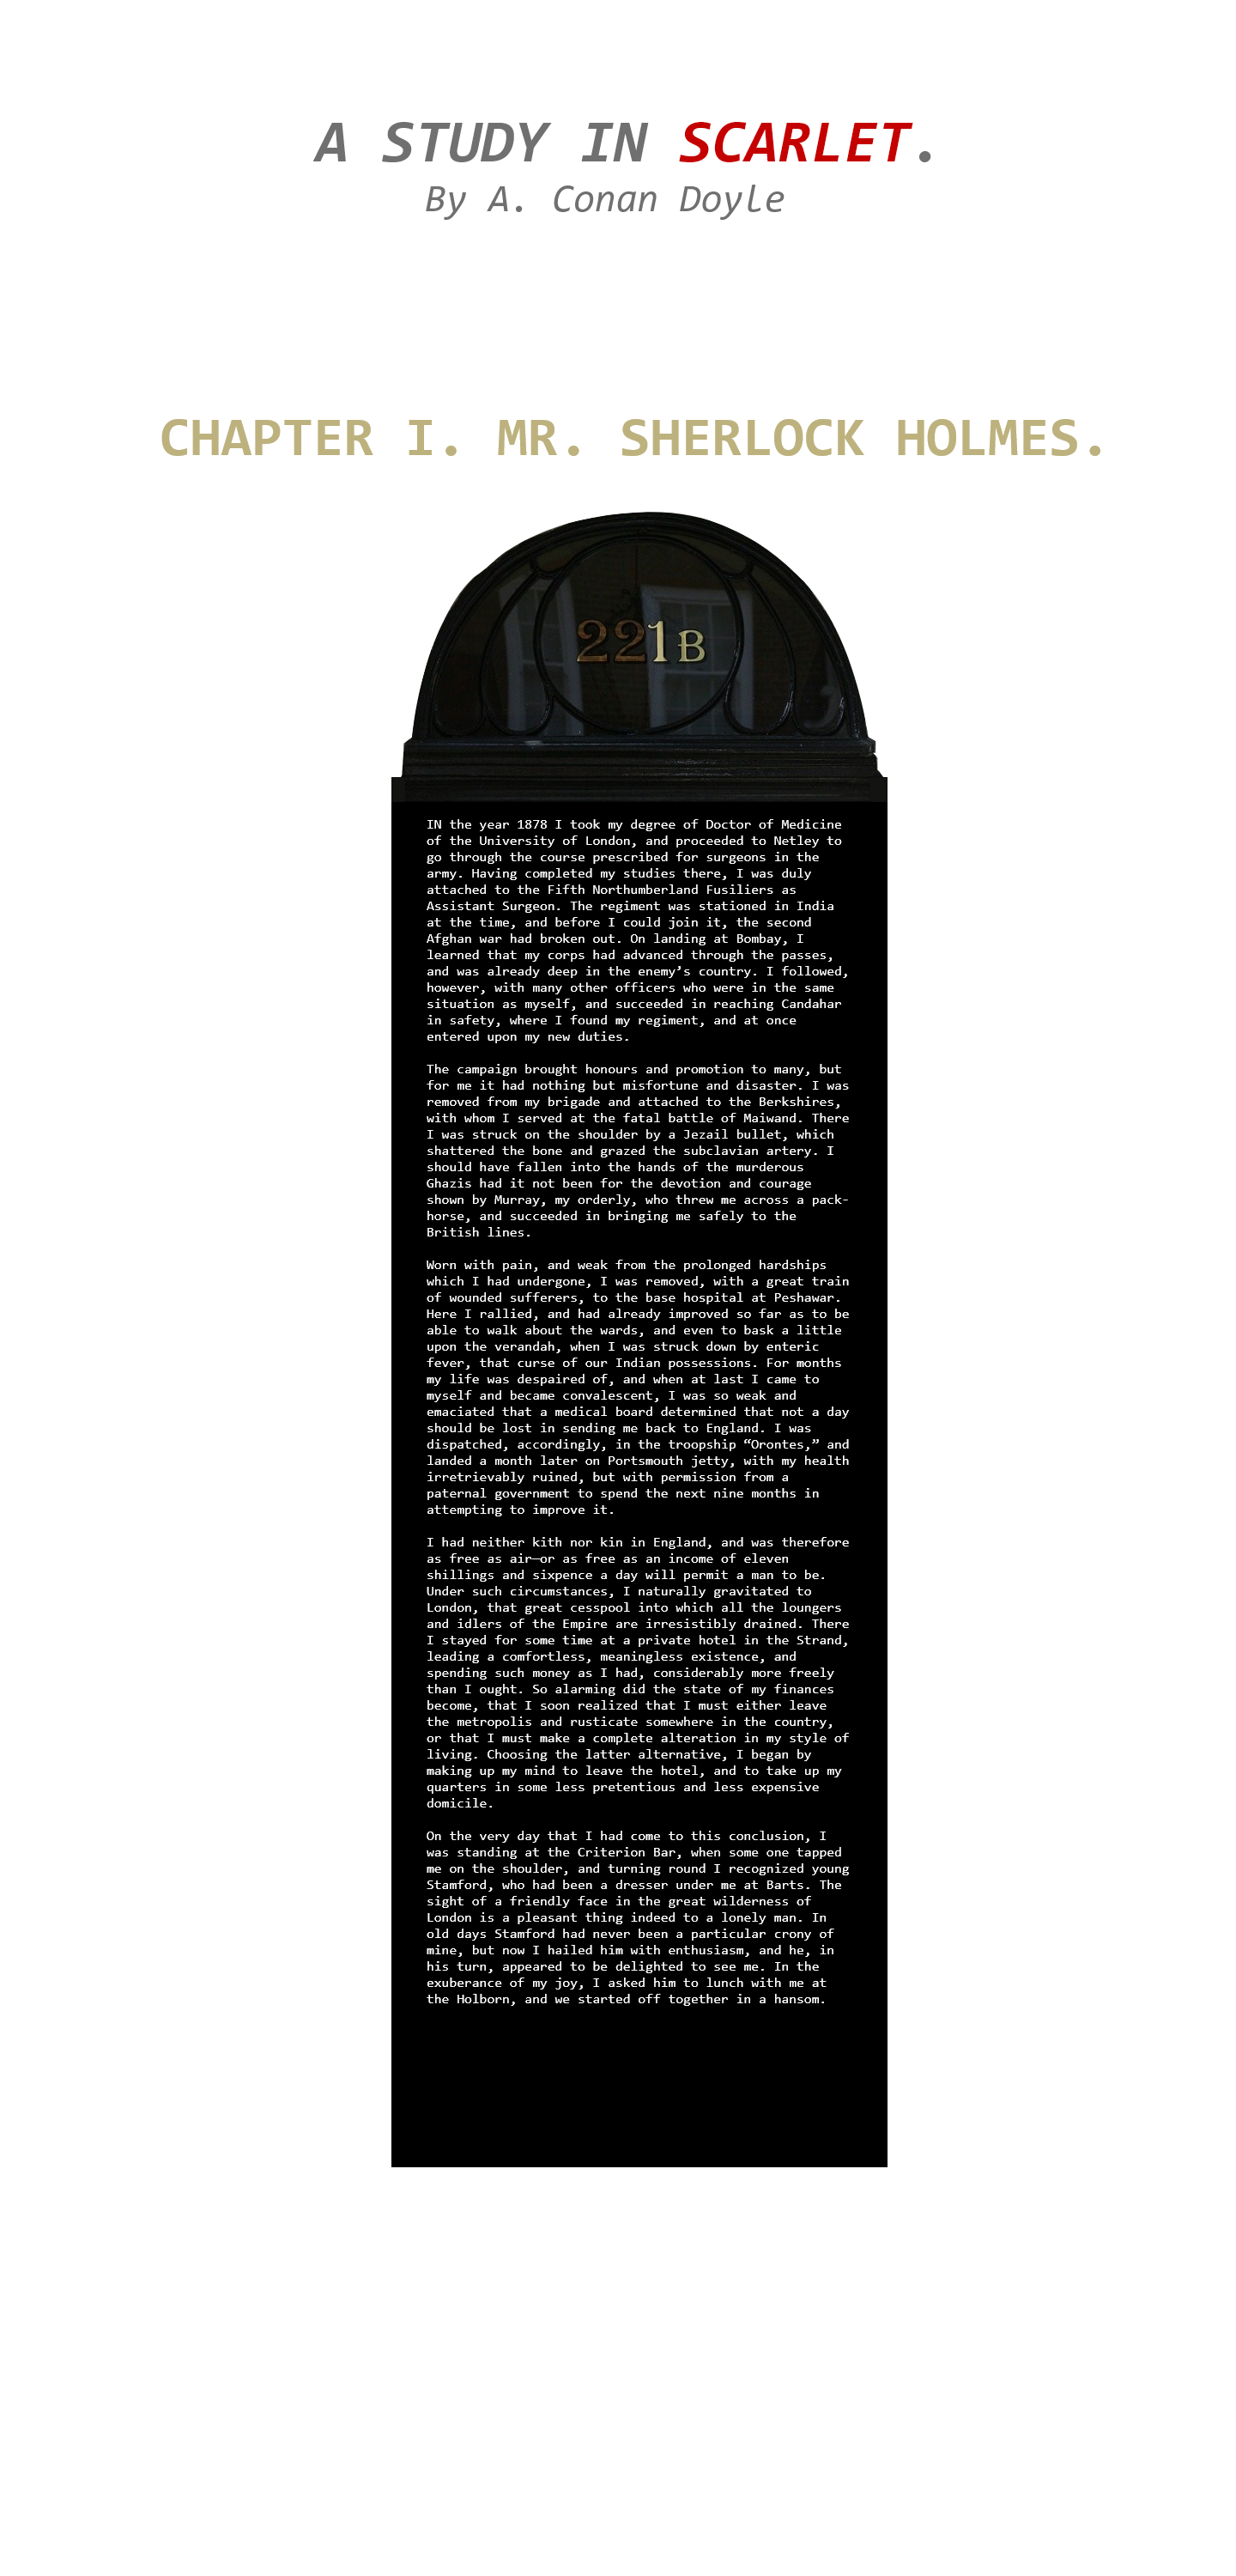 A STUDY IN SCARLET.
By A. Conan Doyle
CHAPTER I. MR. SHERLOCK HOLMES.
221B
IN the year 1878 I took my degree of Doctor of Medicine
of the University of London, and proceeded to Netley to
go through the course prescribed for surgeons in the
army. Having completed my studies there, I was duly
attached to the Fifth Northumberland Fusiliers as
Assistant Surgeon. The regiment was stationed in India
at the time, and before I could join it, the second
Afghan war had broken out. On landing at Bombay, I
learned that my corps had advanced through the passes,
and was already deep in the enemy’s country. I followed,
however, with many other officers who were in the same
situation as myself, and succeeded in reaching Candahar
in safety, where I found my regiment, and at once
entered upon my new duties.
The campaign brought honours and promotion to many, but
for me it had nothing but misfortune and disaster. I was
removed from my brigade and attached to the Berkshires,
with whom I served at the fatal battle of Maiwand. There
I was struck on the shoulder by a Jezail bullet, which
shattered the bone and grazed the subclavian artery. I
should have fallen into the hands of the murderous
Ghazis had it not been for the devotion and courage
shown by Murray, my orderly, who threw me across a pack-
horse, and succeeded in bringing me safely to the
British lines.
Worn with pain, and weak from the prolonged hardships
which I had undergone, I was removed, with a great train
of wounded sufferers, to the base hospital at Peshawar.
Here I rallied, and had already improved so far as to be
able to walk about the wards, and even to bask a little
upon the verandah, when I was struck down by enteric
fever, that curse of our Indian possessions. For months
my life was despaired of, and when at last I came to
myself and became convalescent, I was so weak and
emaciated that a medical board determined that not a day
should be lost in sending me back to England. I was
dispatched, accordingly, in the troopship “Orontes,” and
landed a month later on Portsmouth jetty, with my health
irretrievably ruined, but with permission from a
paternal government to spend the next nine months in
attempting to improve it.
I had neither kith nor kin in England, and was therefore
as free as air—or as free as an income of eleven
shillings and sixpence a day will permit a man to be.
Under such circumstances, I naturally gravitated to
London, that great cesspool into which all the loungers
and idlers of the Empire are irresistibly drained. There
I stayed for some time at a private hotel in the Strand,
leading a comfortless, meaningless existence, and
spending such money as I had, considerably more freely
than I ought. So alarming did the state of my finances
become, that I soon realized that I must either leave
the metropolis and rusticate somewhere in the country,
or that I must make a complete alteration in my style of
living. Choosing the latter alternative, I began by
making up my mind to leave the hotel, and to take up my
quarters in some less pretentious and less expensive
domicile.
On the very day that I had come to this conclusion, I
was standing at the Criterion Bar, when some one tapped
me on the shoulder, and turning round I recognized young
Stamford, who had been a dresser under me at Barts. The
sight of a friendly face in the great wilderness of
London is a pleasant thing indeed to a lonely man. In
old days Stamford had never been a particular crony of
mine, but now I hailed him with enthusiasm, and he, in
his turn, appeared to be delighted to see me. In the
exuberance of my joy, I asked him to lunch with me at
the Holborn, and we started off together in a hansom.